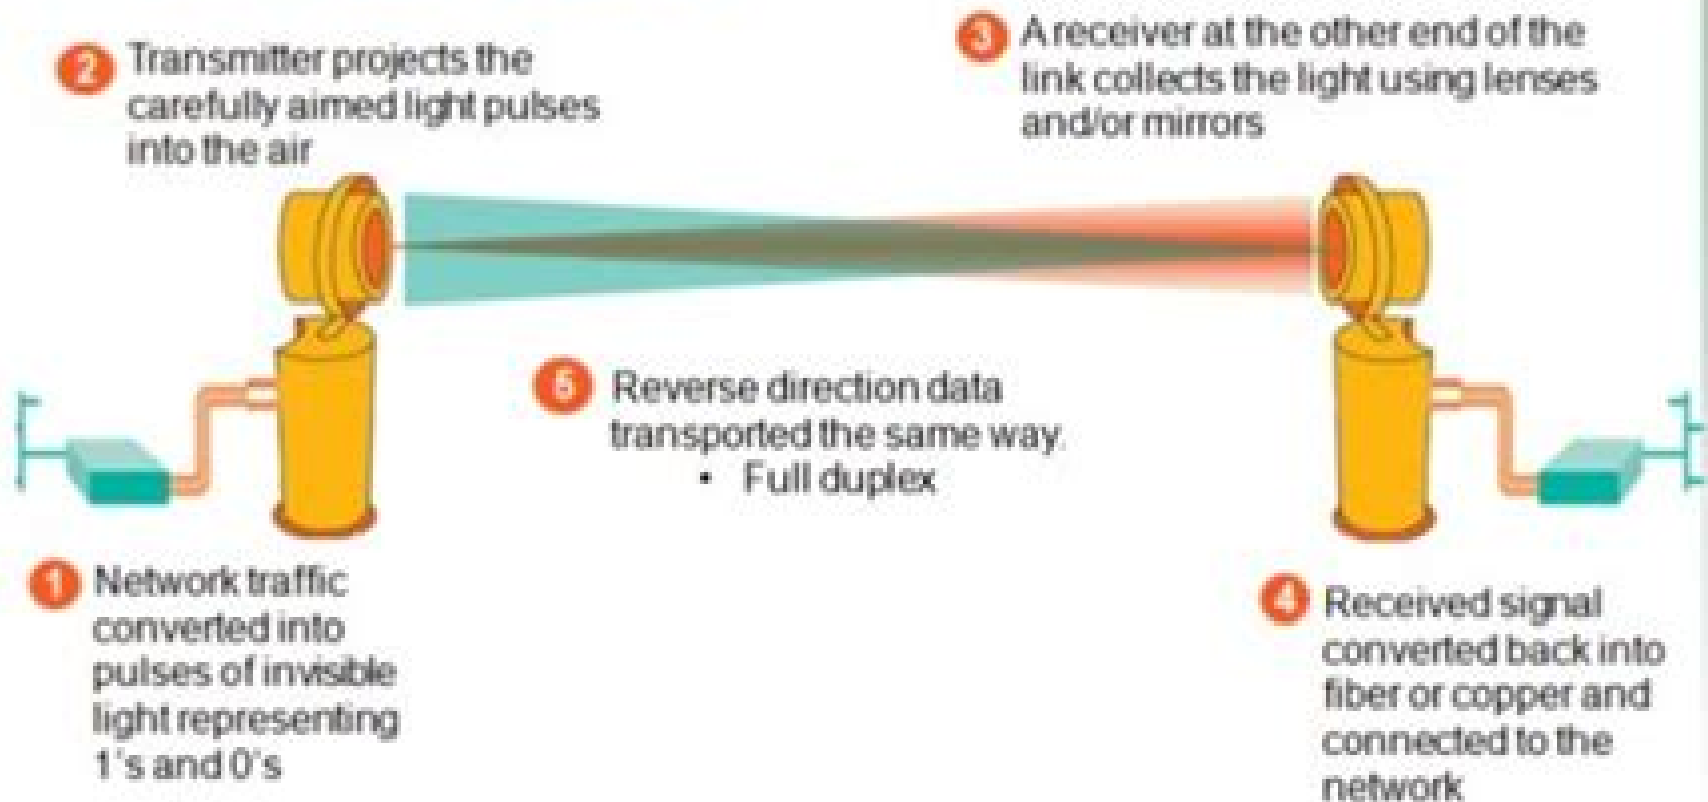 1 Network traffic
converted into
pulses of invisible
light representing
1's and 0's
2 Transmitter projects the
carefully aimed light pulses
into the air
3 A receiver at the other end of the
link collects the light using lenses
and/or mirrors
4 Received signal
converted back into
fiber or copper and
connected to the
network
5 Reverse direction data
transported the same way.
• Full duplex